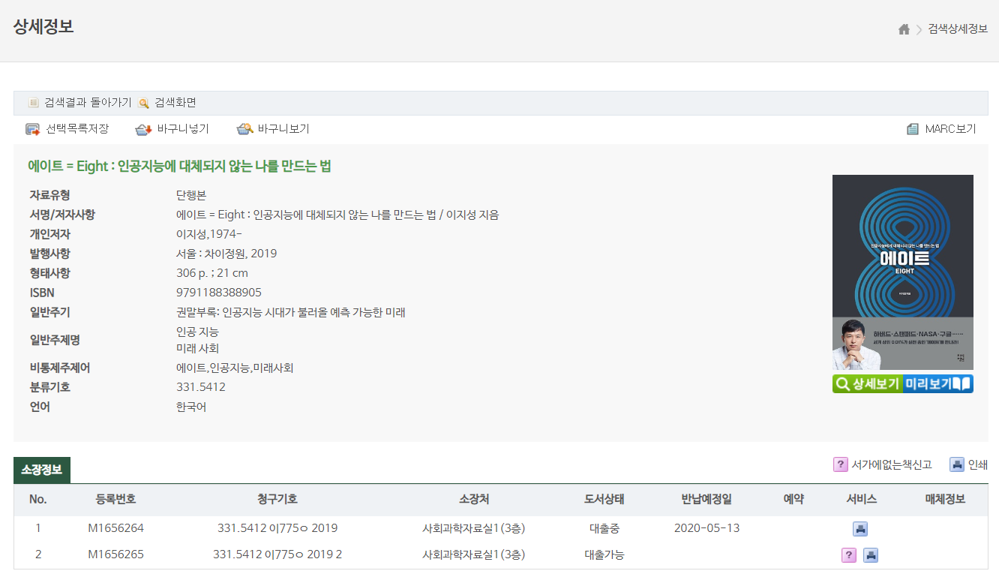 상세정보
검색상세정보
검색결과 돌아가기 검색화면
선택목록저장 바구니넣기 바구니보기 MARC보기
에이트 = Eight : 인공지능에 대체되지 않는 나를 만드는 법
자료유형 단행본
서명/저자사항 에이트 = Eight : 인공지능에 대체되지 않는 나를 만드는 법 / 이지성 지음
개인저자 이지성,1974-
발행사항 서울 : 차이정원, 2019
형태사항 306 p. ; 21 cm
ISBN 9791188388905
일반주기 권말부록: 인공지능 시대가 불러올 예측 가능한 미래
일반주제명 인공 지능
미래 사회
비통제주제어 에이트,인공지능,미래사회
분류기호 331.5412
언어 한국어
인공지능에게 대체되지 않는 나를 만드는 법
에이트
EIGHT
하버드·스탠퍼드·NASA·구글……
상세보기 미리보기
소장정보
서가에없는책신고 인쇄
No. 등록번호 청구기호 소장처 도서상태 반납예정일 예약 서비스 매체정보
1 M1656264 331.5412 이775ㅇ 2019 사회과학자료실1(3층) 대출중 2020-05-13
2 M1656265 331.5412 이775ㅇ 2019 2 사회과학자료실1(3층) 대출가능 ?